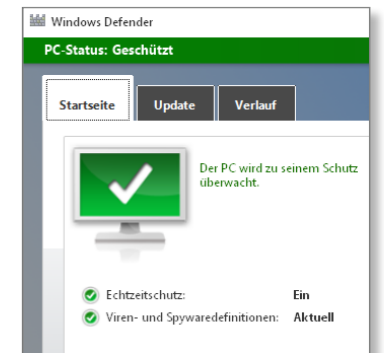 Windows Defender
PC-Status: Geschützt
Startseite Update Verlauf
Der PC wird zu seinem Schutz
überwacht.
Echtzeitschutz: Ein
Viren- und Spywaredefinitionen: Aktuell